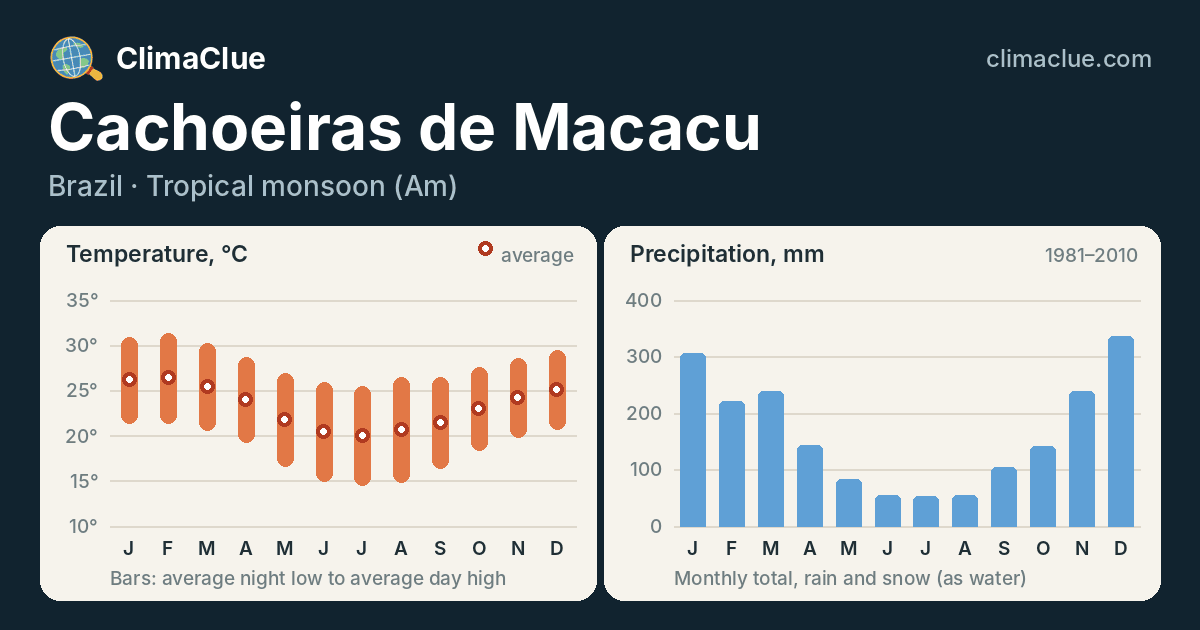 ClimaClue
climaclue.com
Cachoeiras de Macacu
Brazil · Tropical monsoon (Am)
Temperature, °C
average
35°
30°
25°
20°
15°
10°
J F M A M J J A S O N D
Bars: average night low to average day high
Precipitation, mm
1981–2010
400
300
200
100
0
J F M A M J J A S O N D
Monthly total, rain and snow (as water)